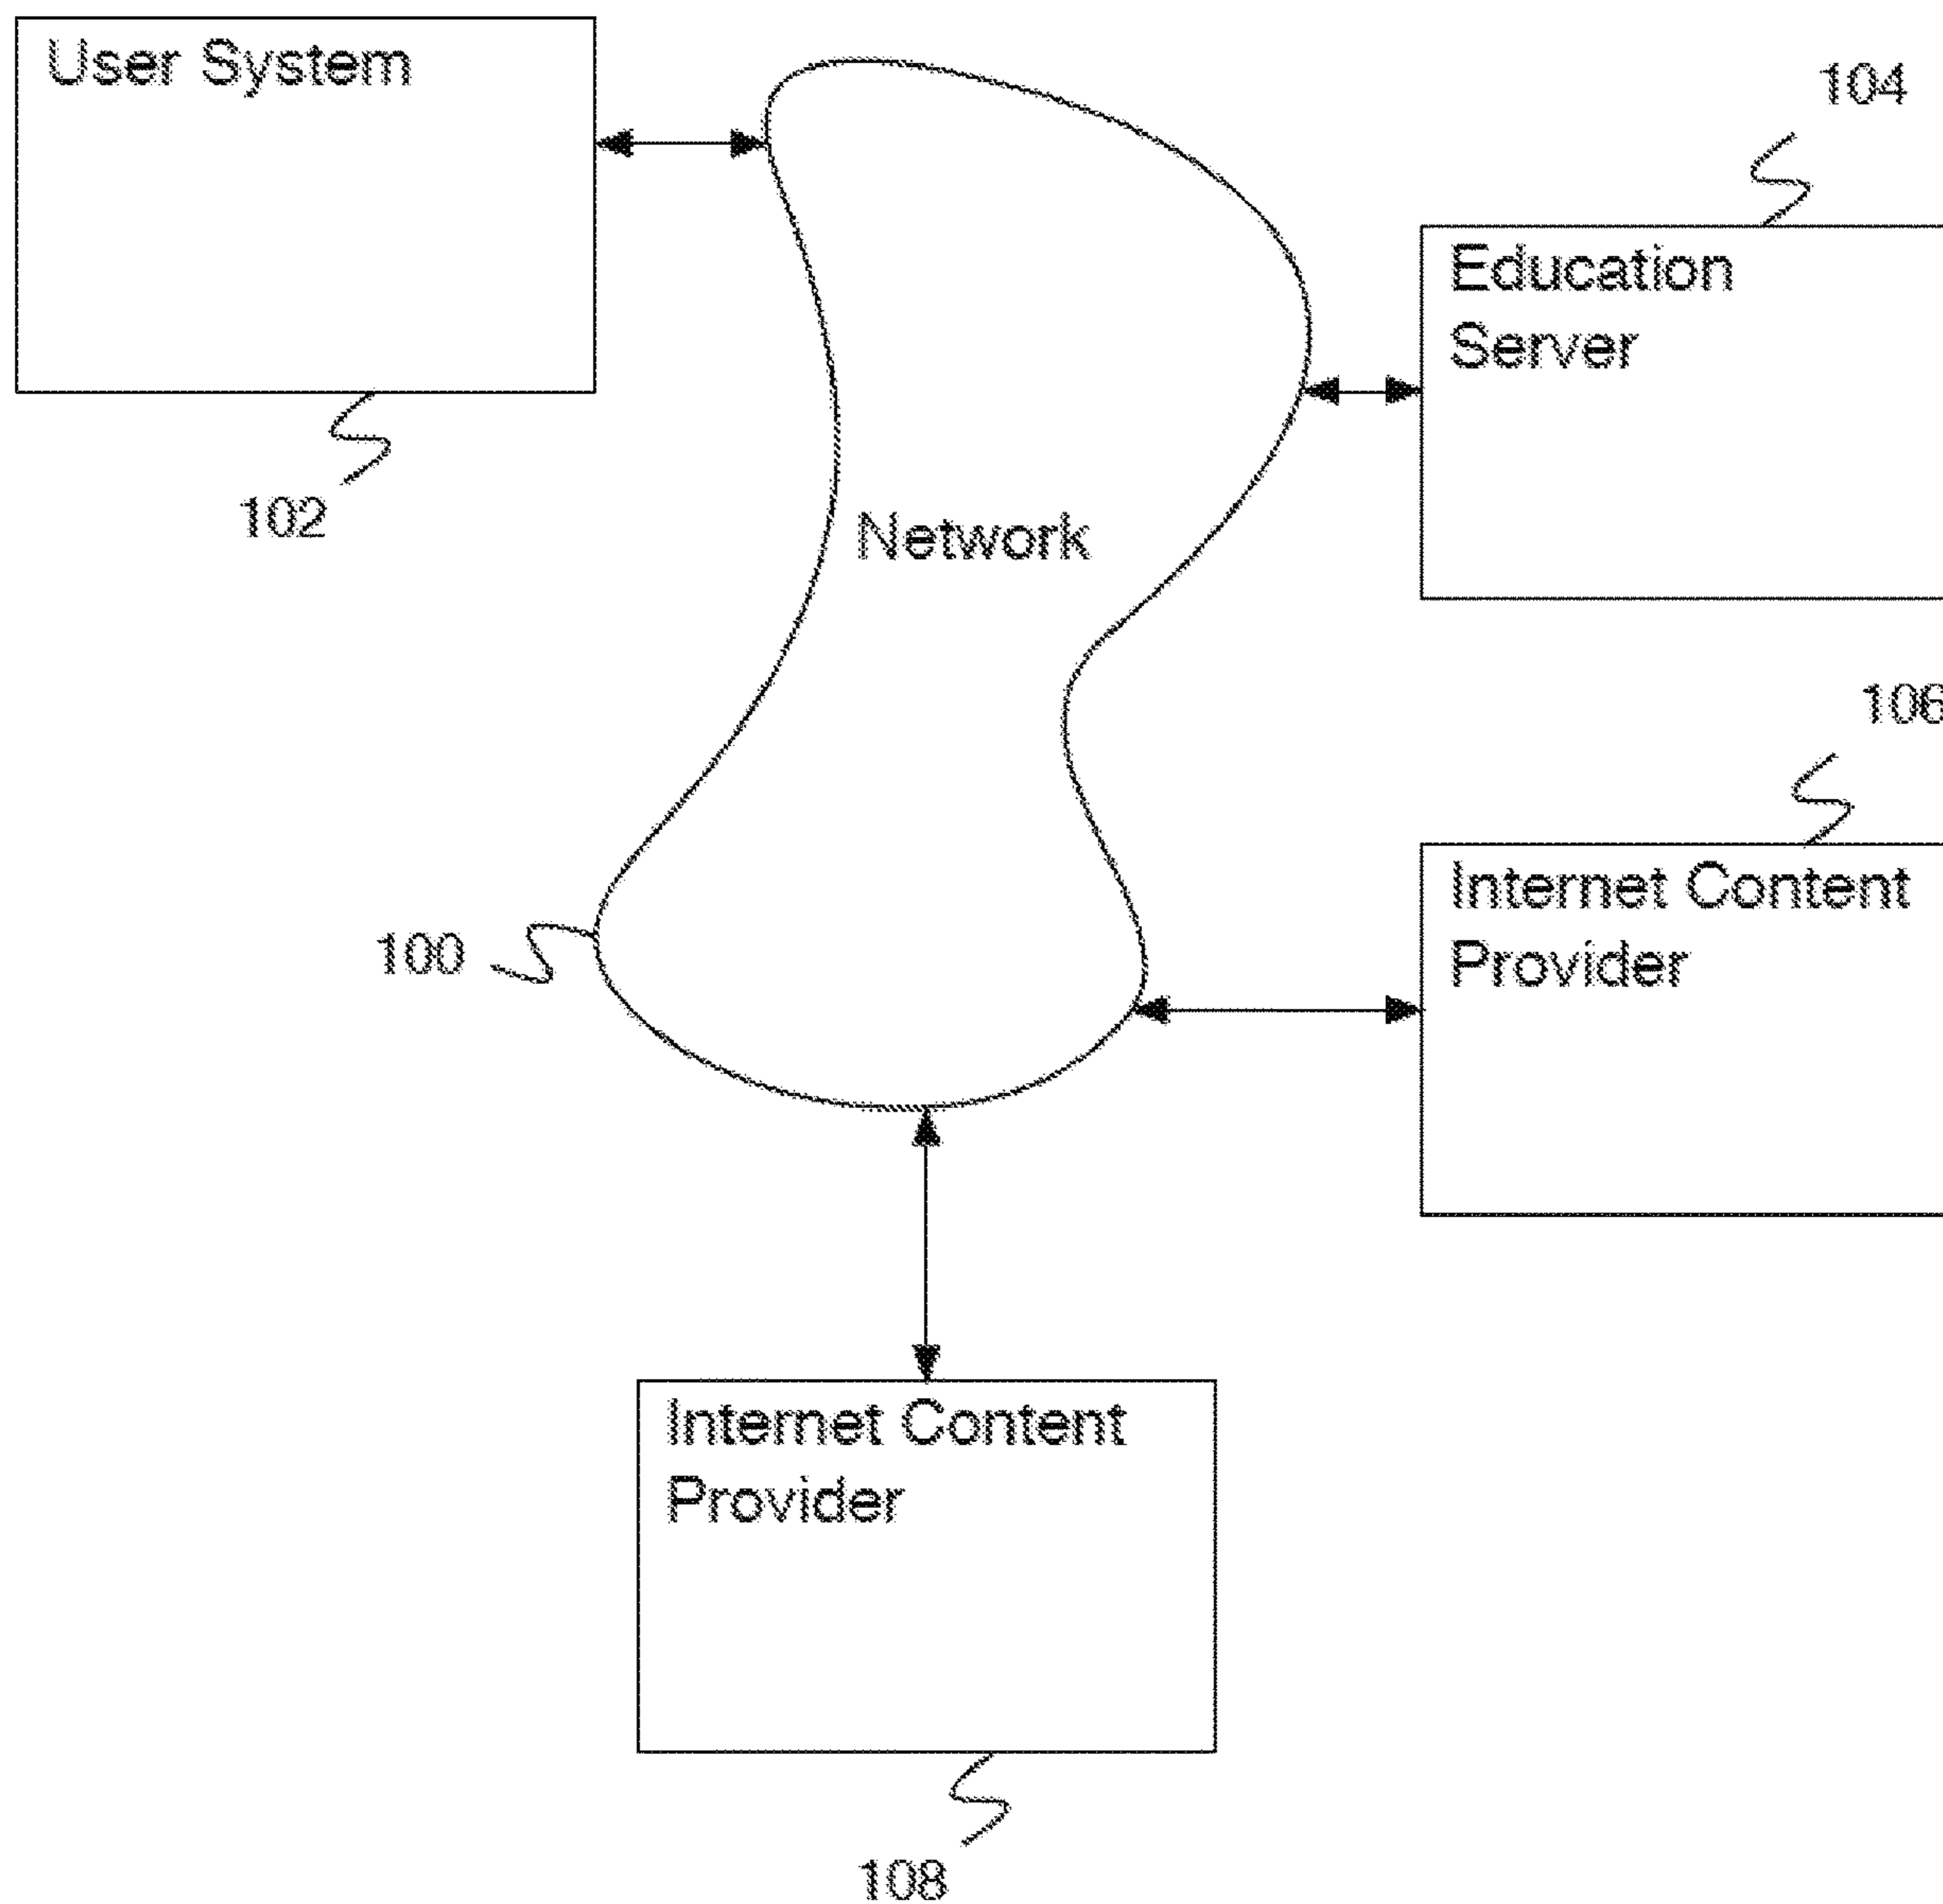 User System
104
Education
Server
102
Network
106
Internet Content
Provider
100
Internet Content
Provider
108